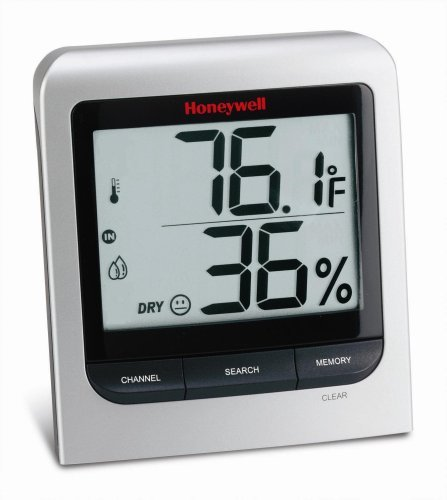 Honeywell
76.1°F
IN
36%
DRY
CHANNEL
SEARCH
MEMORY
CLEAR